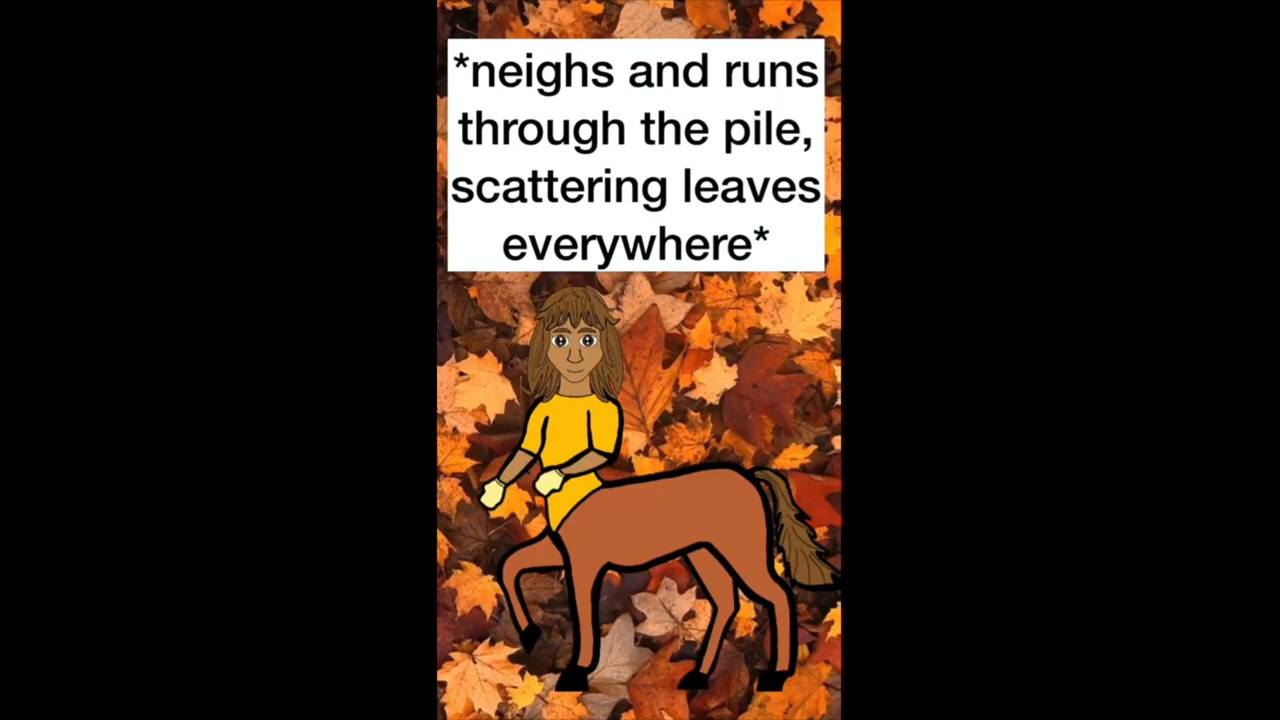 *neighs and runs
through the pile,
scattering leaves
everywhere*